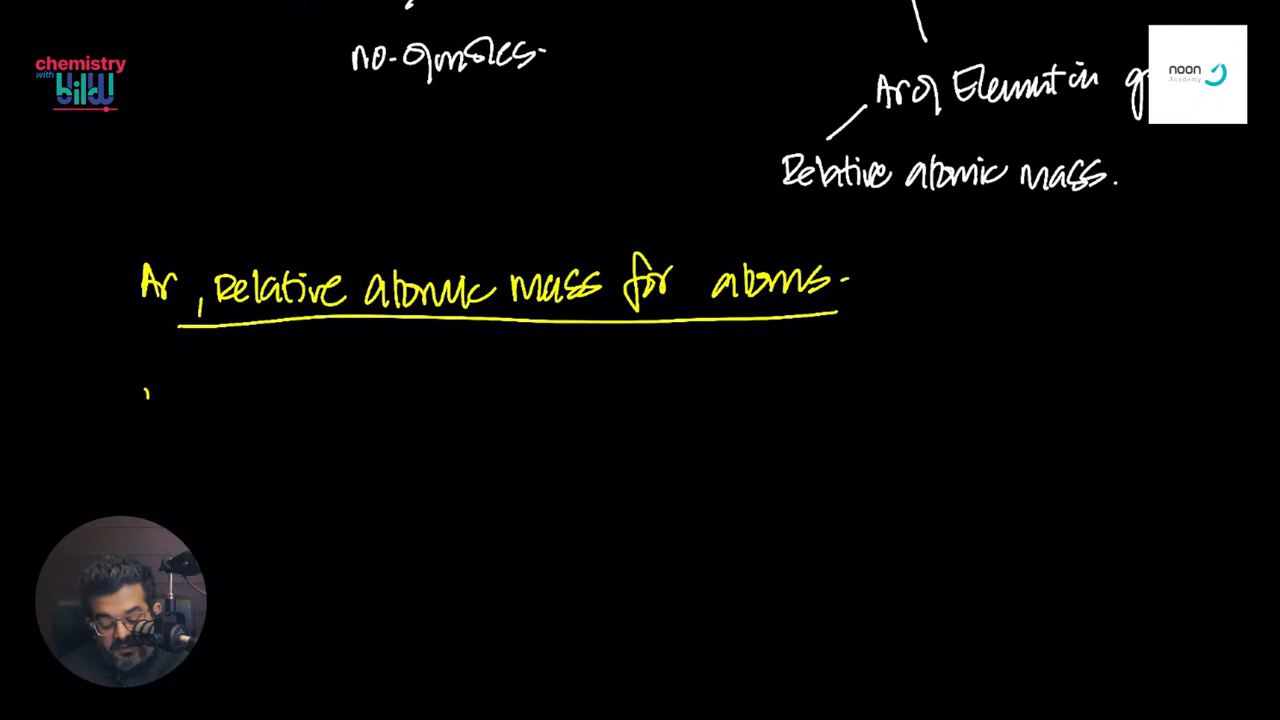 chemistry
with
bilal
no. of moles.
noon
Academy
Ar of Element in g
Relative atomic mass.
Ar, Relative atomic mass for atoms.